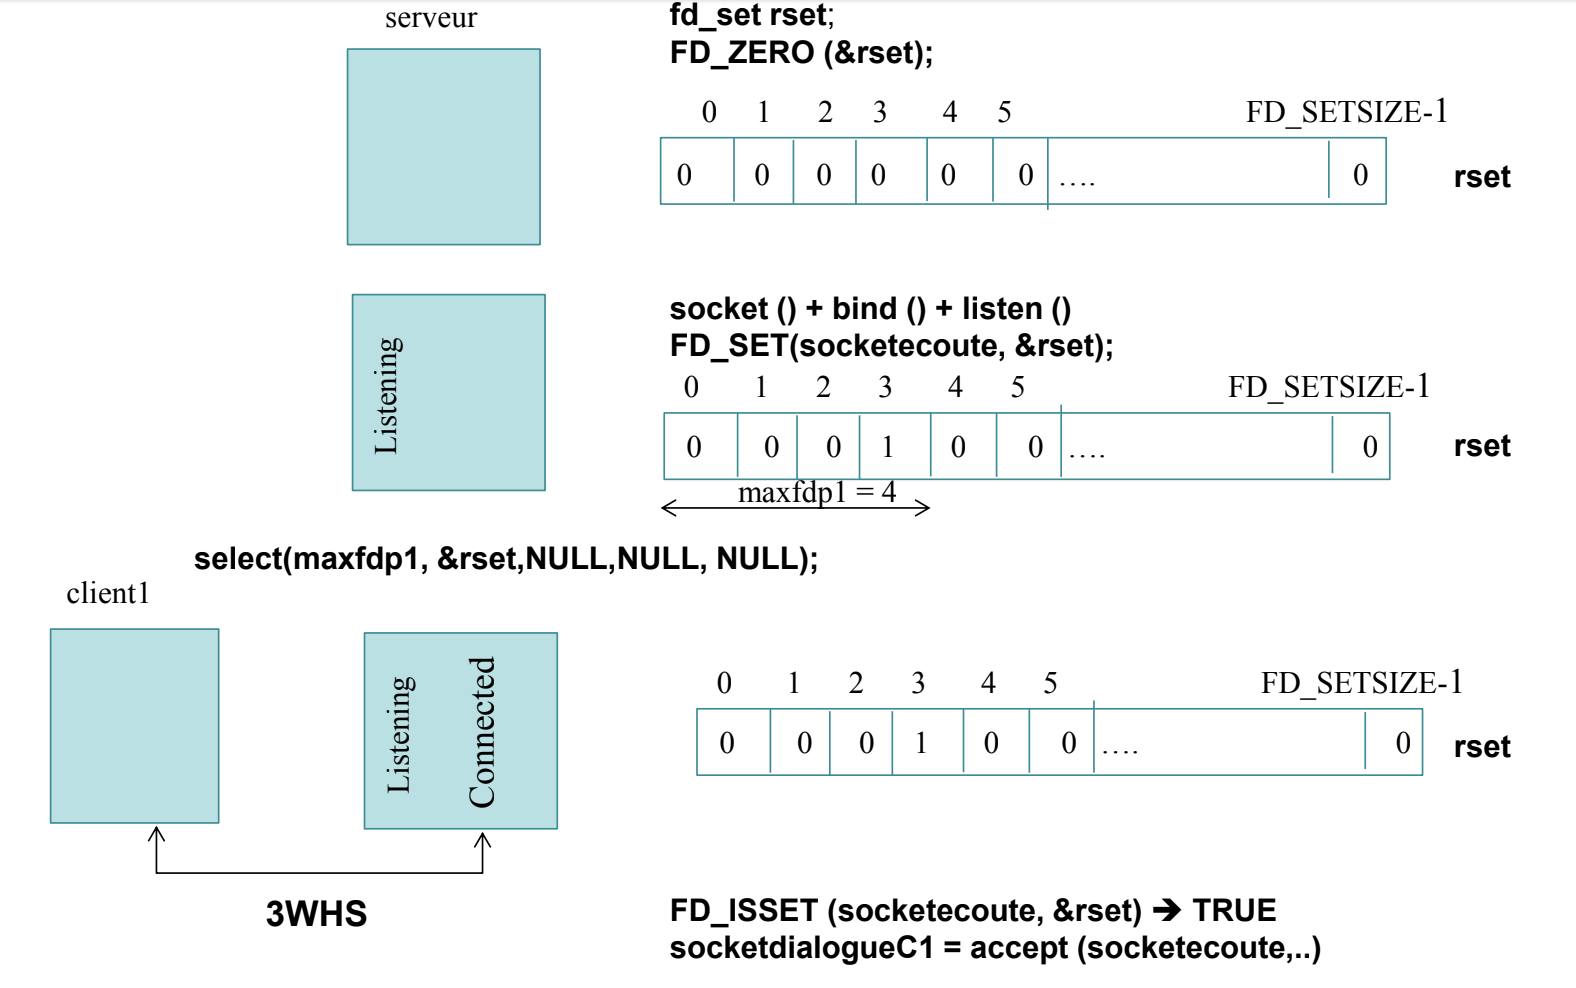 serveur
fd_set rset;
FD_ZERO (&rset);
0 1 2 3 4 5 FD_SETSIZE-1
0 0 0 0 0 0 .... 0 rset
Listening
socket () + bind () + listen ()
FD_SET(socketecoute, &rset);
0 1 2 3 4 5 FD_SETSIZE-1
0 0 0 1 0 0 .... 0 rset
maxfdp1 = 4
select(maxfdp1, &rset,NULL,NULL, NULL);
client1
Listening
Connected
0 1 2 3 4 5 FD_SETSIZE-1
0 0 0 1 0 0 .... 0 rset
3WHS
FD_ISSET (socketecoute, &rset) ➔ TRUE
socketdialogueC1 = accept (socketecoute,..)